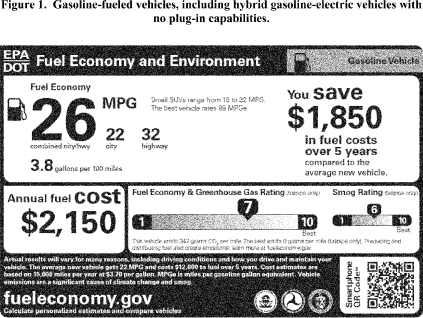 Figure 1. Gasoline-fueled vehicles, including hybrid gasoline-electric vehicles with
no plug-in capabilities.
EPA
DOT
Fuel Economy and Environment
Gasoline Vehicle
Fuel Economy
26 MPG
combined city/hwy
22
city
32
highway
Small SUVs range from 16 to 32 MPG.
The best vehicle rates 99 MPGe.
3.8 gallons per 100 miles
You save
$1,850
in fuel costs
over 5 years
compared to the
average new vehicle.
Annual fuel cost
$2,150
Fuel Economy & Greenhouse Gas Rating (tailpipe only)
1
7
10
Best
Smog Rating (tailpipe only)
1
6
10
Best
This vehicle emits 347 grams CO2 per mile. The best emits 0 grams per mile (tailpipe only). Producing and
distributing fuel also create emissions; learn more at fueleconomy.gov.
Actual results will vary for many reasons, including driving conditions and how you drive and maintain your
vehicle. The average new vehicle gets 22 MPG and costs $12,600 to fuel over 5 years. Cost estimates are
based on 15,000 miles per year at $3.70 per gallon. MPGe is miles per gasoline gallon equivalent. Vehicle
emissions are a significant cause of climate change and smog.
fueleconomy.gov
Calculate personalized estimates and compare vehicles
Smartphone
QR Code™